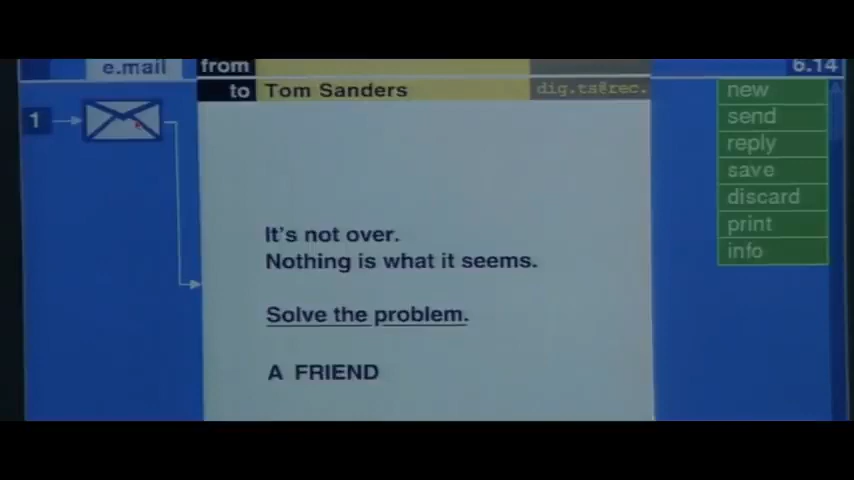 e.mail
from
6.14
to Tom Sanders dig.ts@rec.
1
new
send
reply
save
discard
print
info
It's not over.
Nothing is what it seems.
Solve the problem.
A FRIEND